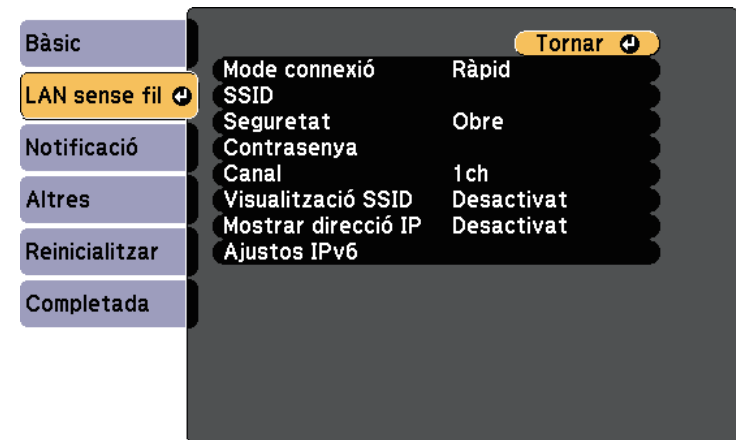 Bàsic
LAN sense fil
Notificació
Altres
Reinicialitzar
Completada
Tornar
Mode connexió Ràpid
SSID
Seguretat Obre
Contrasenya
Canal 1ch
Visualització SSID Desactivat
Mostrar direcció IP Desactivat
Ajustos IPv6